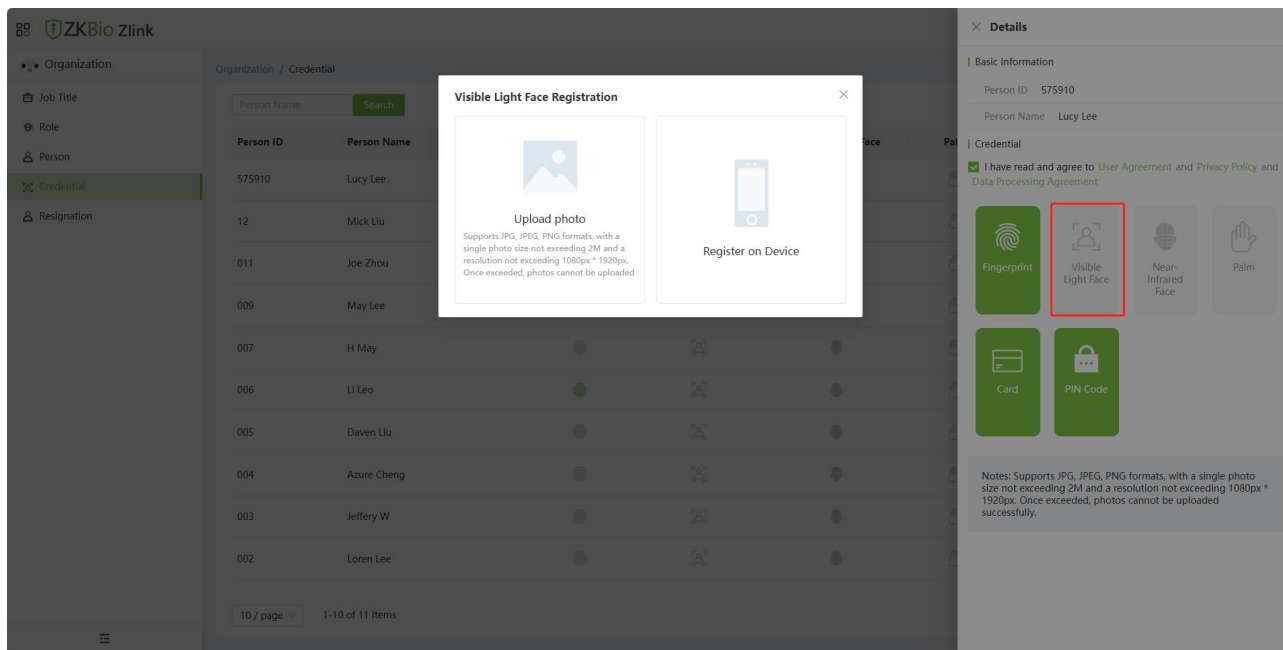 ZKBio Zlink
Organization
Job Title
Role
Person
Credential
Resignation
Organization / Credential
Person Name
Search
Person ID
Person Name
Face
575910
Lucy Lee
12
Mick Liu
011
Joe Zhou
009
May Lee
007
H May
006
Li Leo
005
Daven Liu
004
Azure Cheng
003
Jeffery W
002
Loren Lee
10 / page
1-10 of 11 items
Visible Light Face Registration
Upload photo
Supports JPG, JPEG, PNG formats, with a
single photo size not exceeding 2M and a
resolution not exceeding 1080px * 1920px.
Once exceeded, photos cannot be uploaded
Register on Device
Details
Basic Information
Person ID 575910
Person Name Lucy Lee
Credential
I have read and agree to User Agreement and Privacy Policy and
Data Processing Agreement
Fingerprint
Visible
Light Face
Near-
Infrared
Face
Palm
Card
PIN Code
Notes: Supports JPG, JPEG, PNG formats, with a single photo
size not exceeding 2M and a resolution not exceeding 1080px *
1920px. Once exceeded, photos cannot be uploaded
successfully.